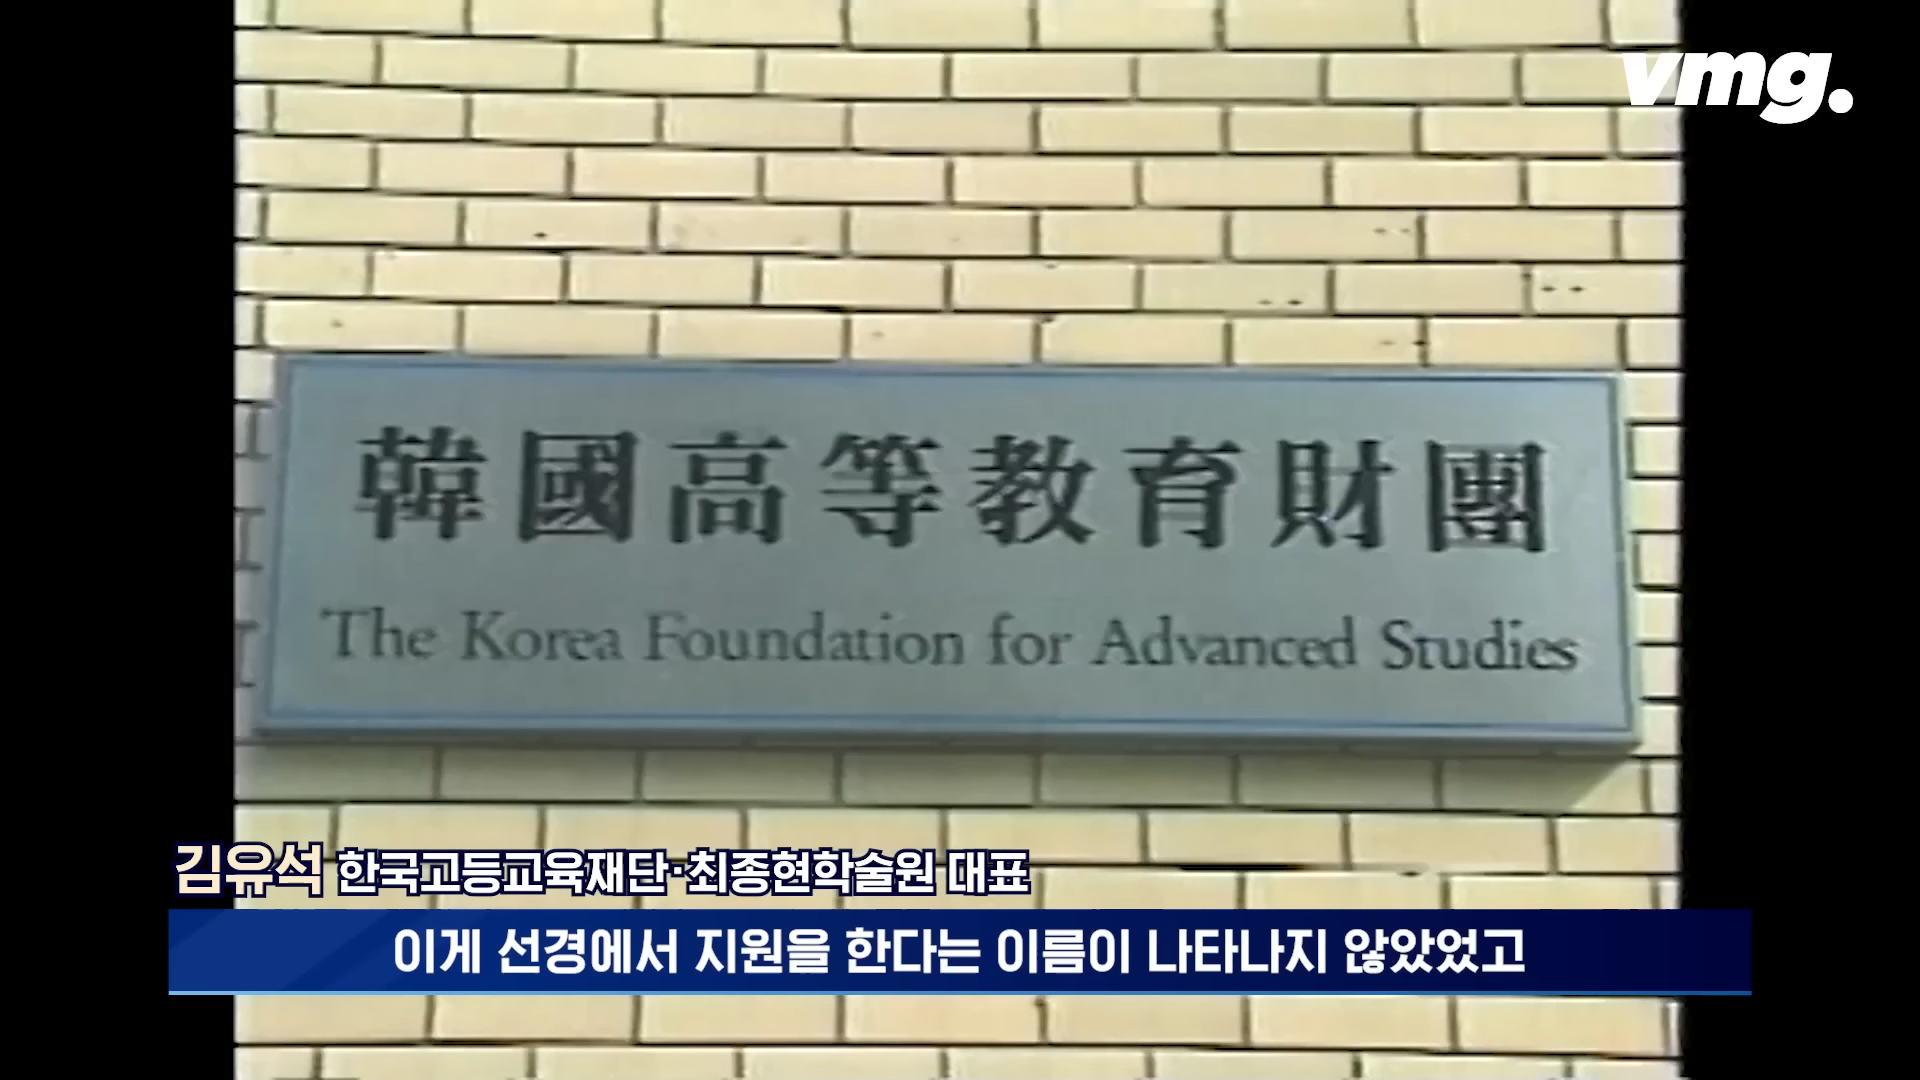 vmg.
韓國高等教育財團
The Korea Foundation for Advanced Studies
김유석 한국고등교육재단·최종현학술원 대표
이게 선경에서 지원을 한다는 이름이 나타나지 않았었고